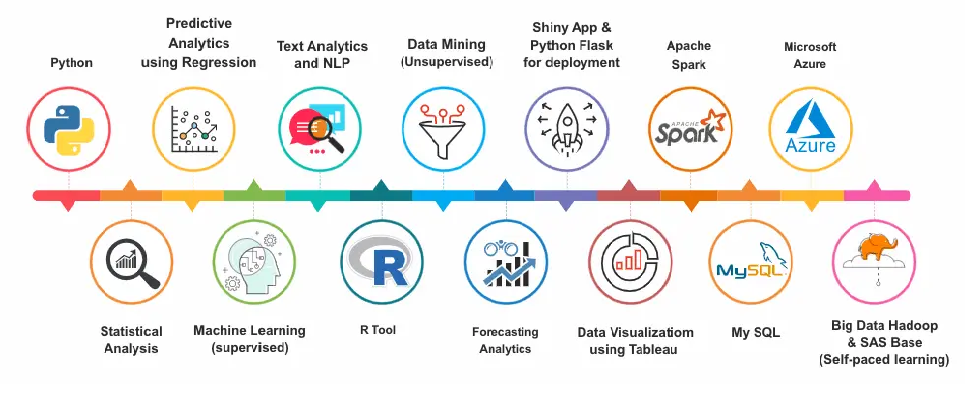 Python
Predictive
Analytics
using Regression
Text Analytics
and NLP
Data Mining
(Unsupervised)
Shiny App &
Python Flask
for deployment
Apache
Spark
Microsoft
Azure
APACHE
Spark
Azure
R
MySQL
Statistical
Analysis
Machine Learning
(supervised)
R Tool
Forecasting
Analytics
Data Visualizatiom
using Tableau
My SQL
Big Data Hadoop
& SAS Base
(Self-paced learning)